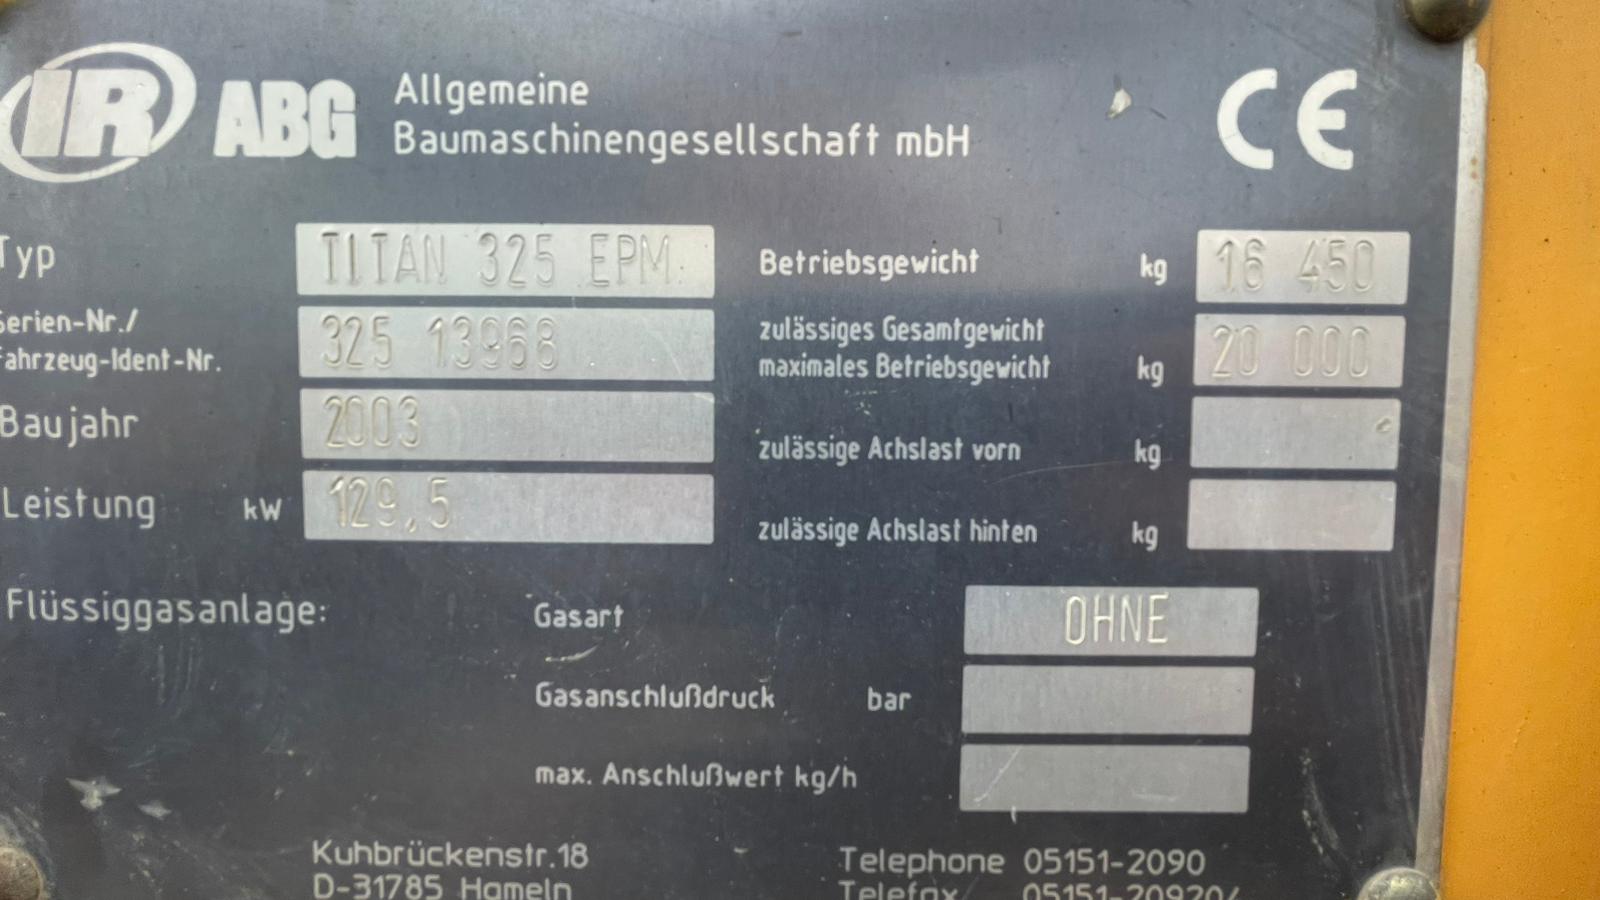 IR ABG Allgemeine
Baumaschinengesellschaft mbH
CE
Typ TITAN 325 EPM
Serien-Nr./
Fahrzeug-Ident-Nr. 325 13968
Baujahr 2003
Leistung kW 129,5
Betriebsgewicht kg 16 450
zulässiges Gesamtgewicht
maximales Betriebsgewicht kg 20 000
zulässige Achslast vorn kg
zulässige Achslast hinten kg
Flüssiggasanlage: Gasart OHNE
Gasanschlußdruck bar
max. Anschlußwert kg/h
Kuhbrückenstr.18
D-31785 Hameln
Telephone 05151-2090
Telefax 05151-209204